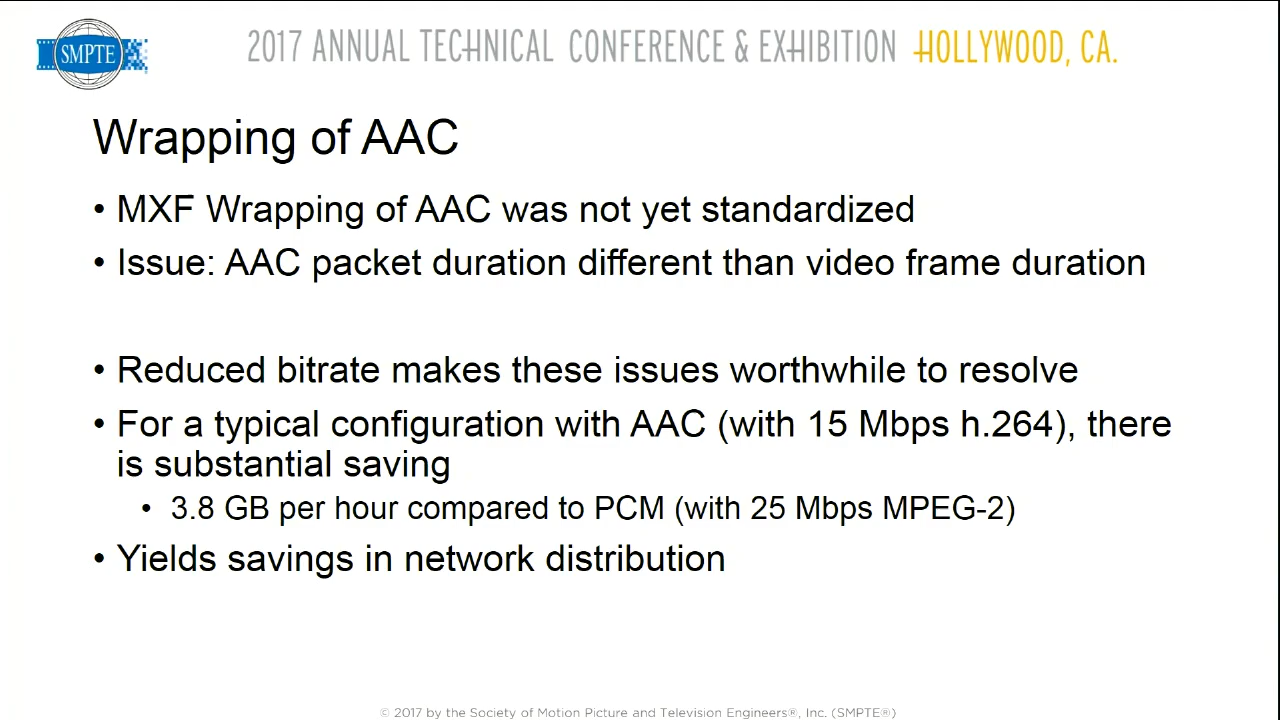 SMPTE
2017 ANNUAL TECHNICAL CONFERENCE & EXHIBITION HOLLYWOOD, CA.
Wrapping of AAC
• MXF Wrapping of AAC was not yet standardized
• Issue: AAC packet duration different than video frame duration
• Reduced bitrate makes these issues worthwhile to resolve
• For a typical configuration with AAC (with 15 Mbps h.264), there
is substantial saving
• 3.8 GB per hour compared to PCM (with 25 Mbps MPEG-2)
• Yields savings in network distribution
© 2017 by the Society of Motion Picture and Television Engineers®, Inc. (SMPTE®)